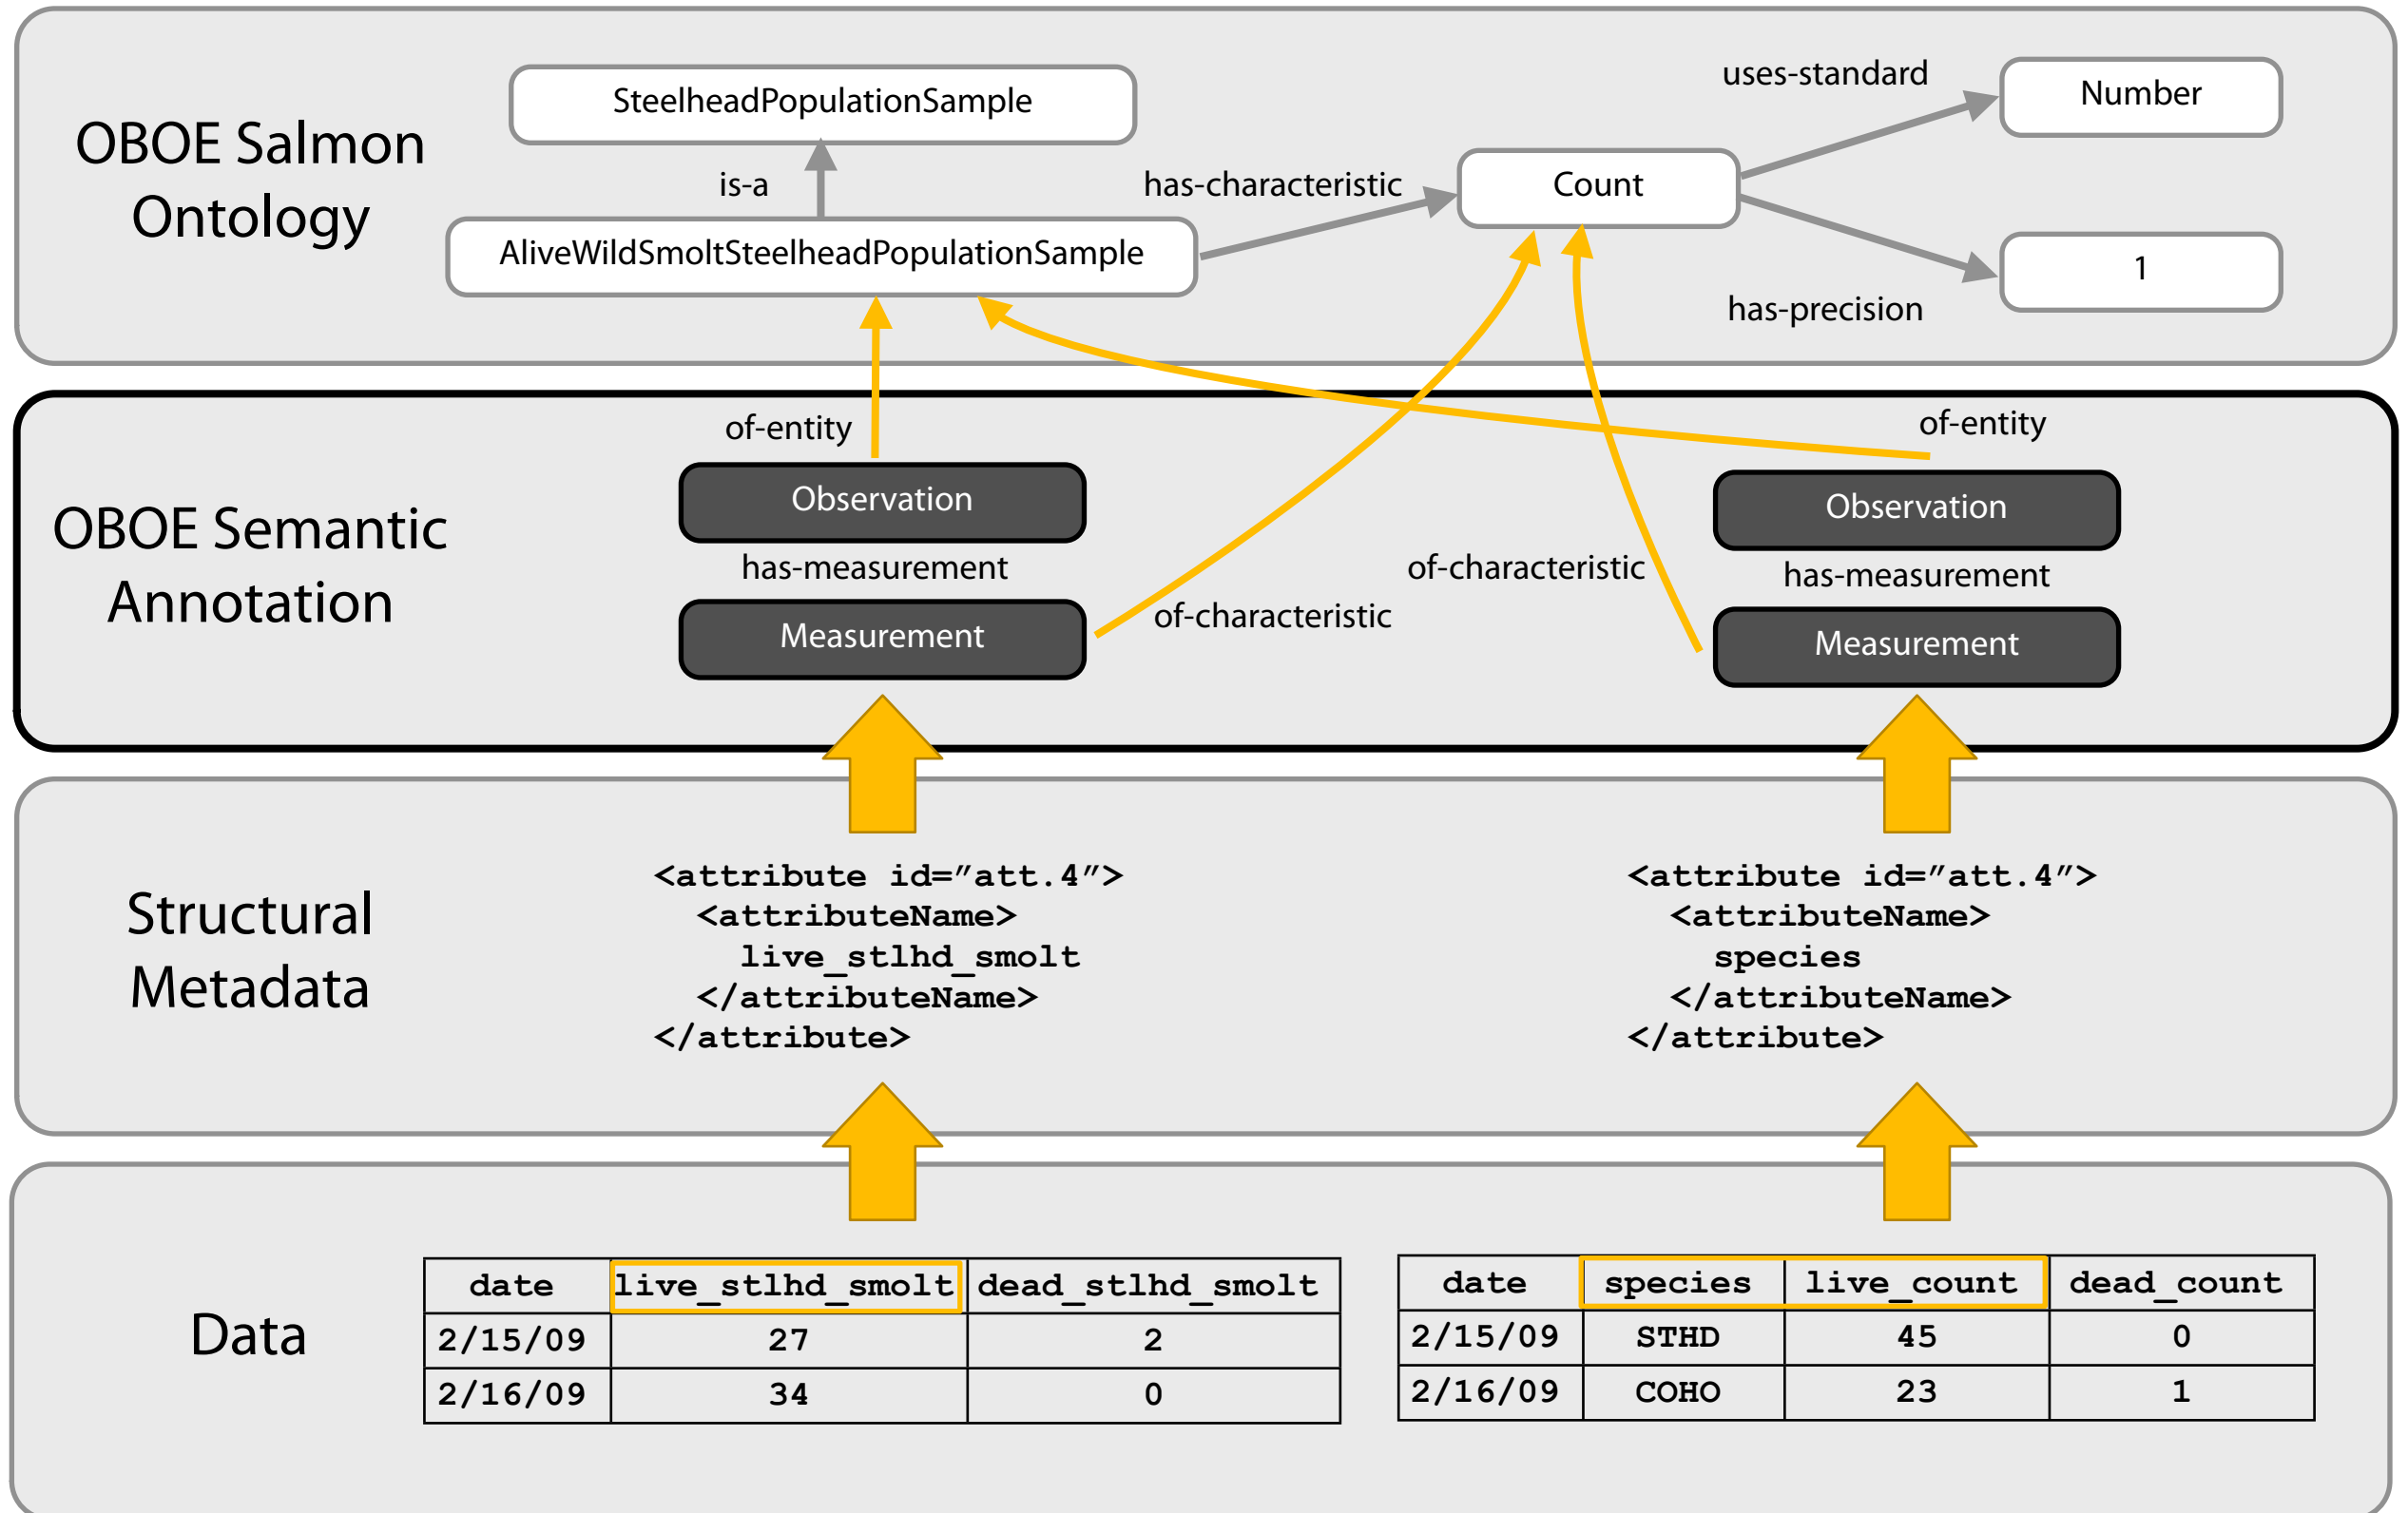 OBOE Salmon
Ontology
SteelheadPopulationSample
is-a
AliveWildSmoltSteelheadPopulationSample
has-characteristic
Count
uses-standard
Number
has-precision
1
OBOE Semantic
Annotation
of-entity
Observation
has-measurement
Measurement
of-characteristic
of-characteristic
of-entity
Observation
has-measurement
Measurement
Structural
Metadata
<attribute id=”att.4”>
<attributeName>
live_stlhd_smolt
</attributeName>
</attribute>
<attribute id=”att.4”>
<attributeName>
species
</attributeName>
</attribute>
Data
date live_stlhd_smolt dead_stlhd_smolt
2/15/09 27 2
2/16/09 34 0
date species live_count dead_count
2/15/09 STHD 45 0
2/16/09 COHO 23 1